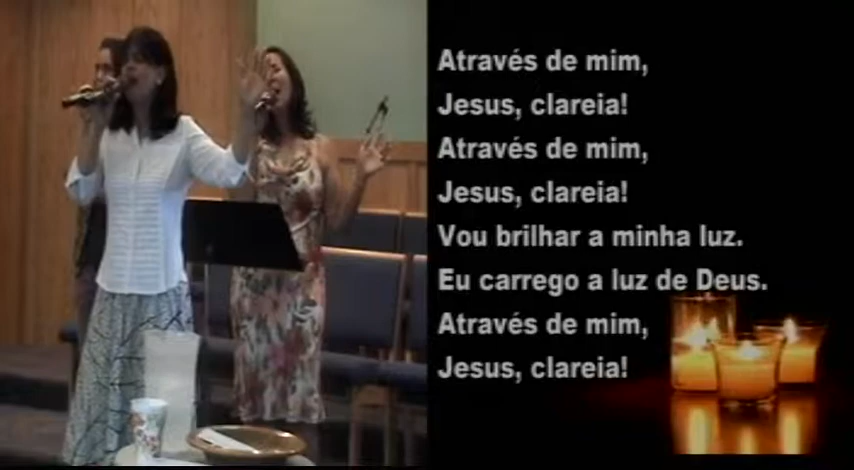 Através de mim,
Jesus, clareia!
Através de mim,
Jesus, clareia!
Vou brilhar a minha luz.
Eu carrego a luz de Deus.
Através de mim,
Jesus, clareia!